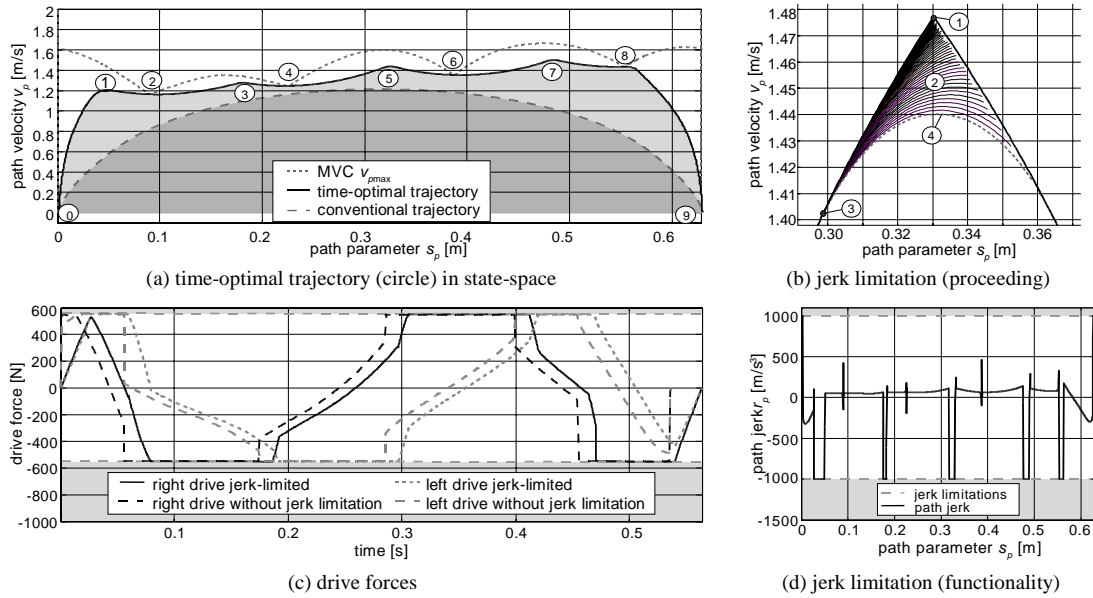 2
1.8
1.6
1.4
1.2
1
0.8
0.6
0.4
0.2
0
path velocity vₚ [m/s]
1
2
3
4
5
6
7
8
0
9
MVC vₚmax
time-optimal trajectory
conventional trajectory
0 0.1 0.2 0.3 0.4 0.5 0.6
path parameter sₚ [m]
(a) time-optimal trajectory (circle) in state-space
1.48
1.47
1.46
1.45
1.44
1.43
1.42
1.41
1.40
path velocity vₚ [m/s]
1
2
4
3
0.30 0.32 0.34 0.36
path parameter sₚ [m]
(b) jerk limitation (proceeding)
600
400
200
0
-200
-400
-600
-800
-1000
drive force [N]
right drive jerk-limited
right drive without jerk limitation
left drive jerk-limited
left drive without jerk limitation
0.1 0.2 0.3 0.4 0.5
time [s]
(c) drive forces
1000
500
0
-500
1000
-1500
path jerk rₚ [m/s³]
jerk limitations
path jerk
0 0.1 0.2 0.3 0.4 0.5 0.6
path parameter sₚ [m]
(d) jerk limitation (functionality)